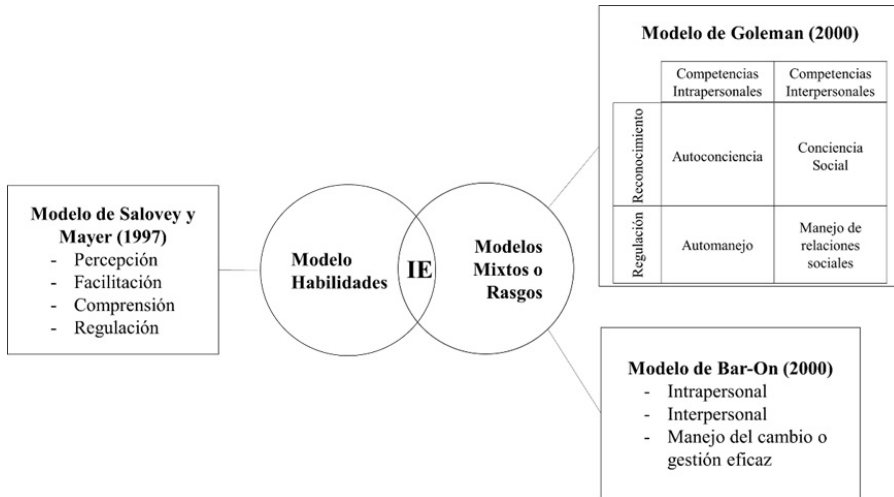 Modelo de Salovey y
Mayer (1997)
- Percepción
- Facilitación
- Comprensión
- Regulación
Modelo
Habilidades
IE
Modelos
Mixtos o
Rasgos
Modelo de Goleman (2000)
Competencias
Intrapersonales
Competencias
Interpersonales
Reconocimiento
Autoconciencia
Conciencia
Social
Regulación
Automanejo
Manejo de
relaciones
sociales
Modelo de Bar-On (2000)
- Intrapersonal
- Interpersonal
- Manejo del cambio o
gestión eficaz